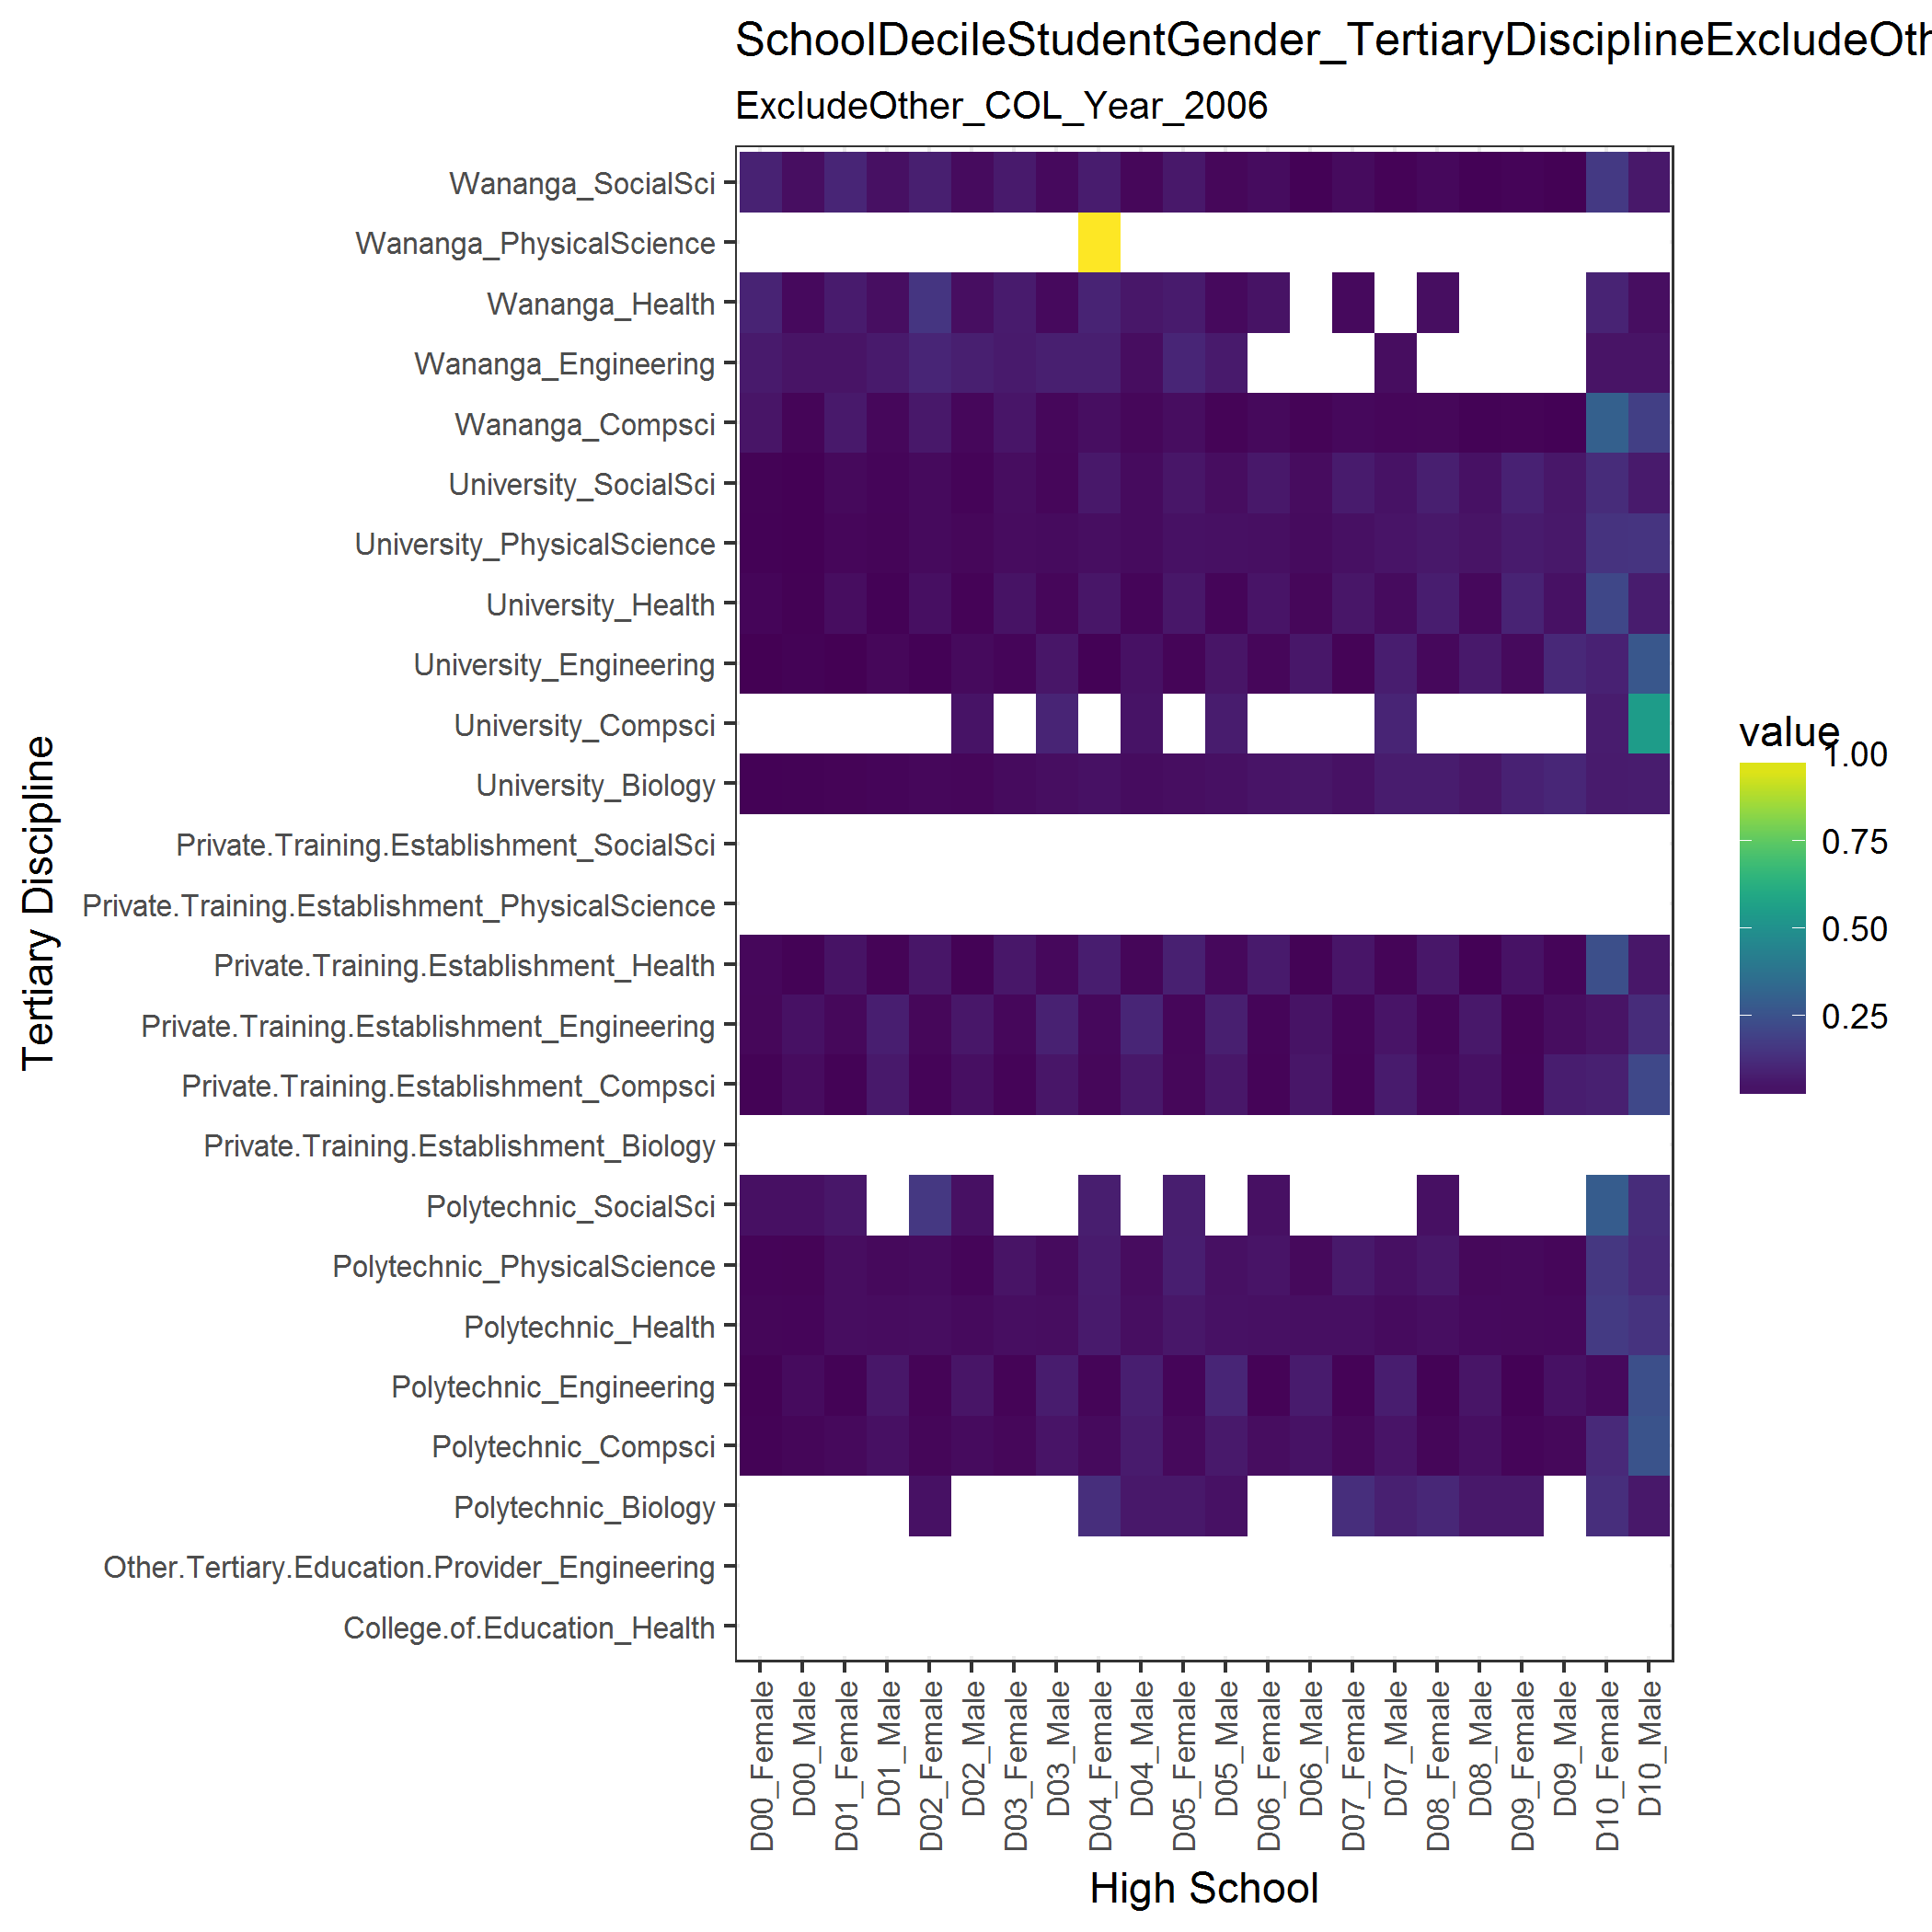 SchoolDecileStudentGender_TertiaryDisciplineExcludeOth
ExcludeOther_COL_Year_2006
Wananga_SocialSci
Wananga_PhysicalScience
Wananga_Health
Wananga_Engineering
Wananga_Compsci
University_SocialSci
University_PhysicalScience
University_Health
University_Engineering
University_Compsci
University_Biology
Private.Training.Establishment_SocialSci
Private.Training.Establishment_PhysicalScience
Private.Training.Establishment_Health
Private.Training.Establishment_Engineering
Private.Training.Establishment_Compsci
Private.Training.Establishment_Biology
Polytechnic_SocialSci
Polytechnic_PhysicalScience
Polytechnic_Health
Polytechnic_Engineering
Polytechnic_Compsci
Polytechnic_Biology
Other.Tertiary.Education.Provider_Engineering
College.of.Education_Health
Tertiary Discipline
D00_Female
D00_Male
D01_Female
D01_Male
D02_Female
D02_Male
D03_Female
D03_Male
D04_Female
D04_Male
D05_Female
D05_Male
D06_Female
D06_Male
D07_Female
D07_Male
D08_Female
D08_Male
D09_Female
D09_Male
D10_Female
D10_Male
High School
value
1.00
0.75
0.50
0.25